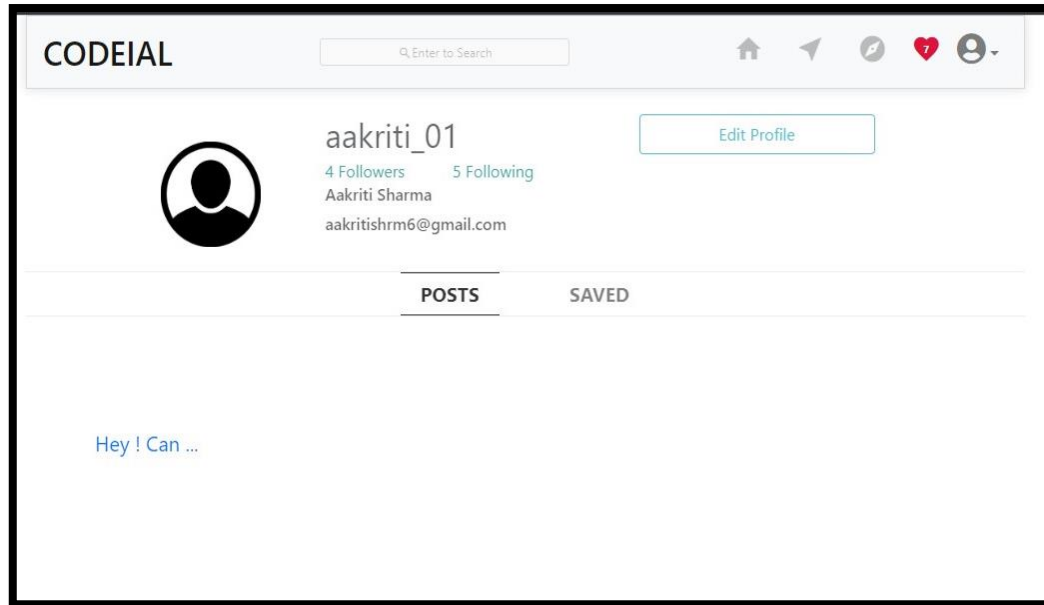 CODEIAL
Enter to Search
7
aakriti_01
Edit Profile
4 Followers 5 Following
Aakriti Sharma
aakritishrm6@gmail.com
POSTS SAVED
Hey ! Can ...